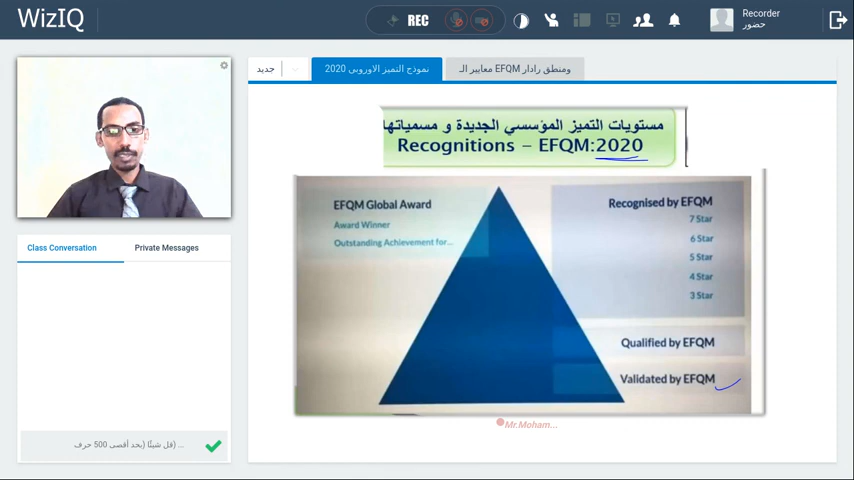 WizIQ
REC
Recorder
حضور
جديد
نموذج التميز الاوروبي 2020
ومنطق رادار EFQM معايير الـ
مستويات التميز المؤسسي الجديدة و مسمياتها
Recognitions – EFQM:2020
EFQM Global Award
Award Winner
Outstanding Achievement for...
Recognised by EFQM
7 Star
6 Star
5 Star
4 Star
3 Star
Qualified by EFQM
Validated by EFQM
Mr.Moham...
Class Conversation
Private Messages
... (قل شيئًا (بحد أقصى 500 حرف